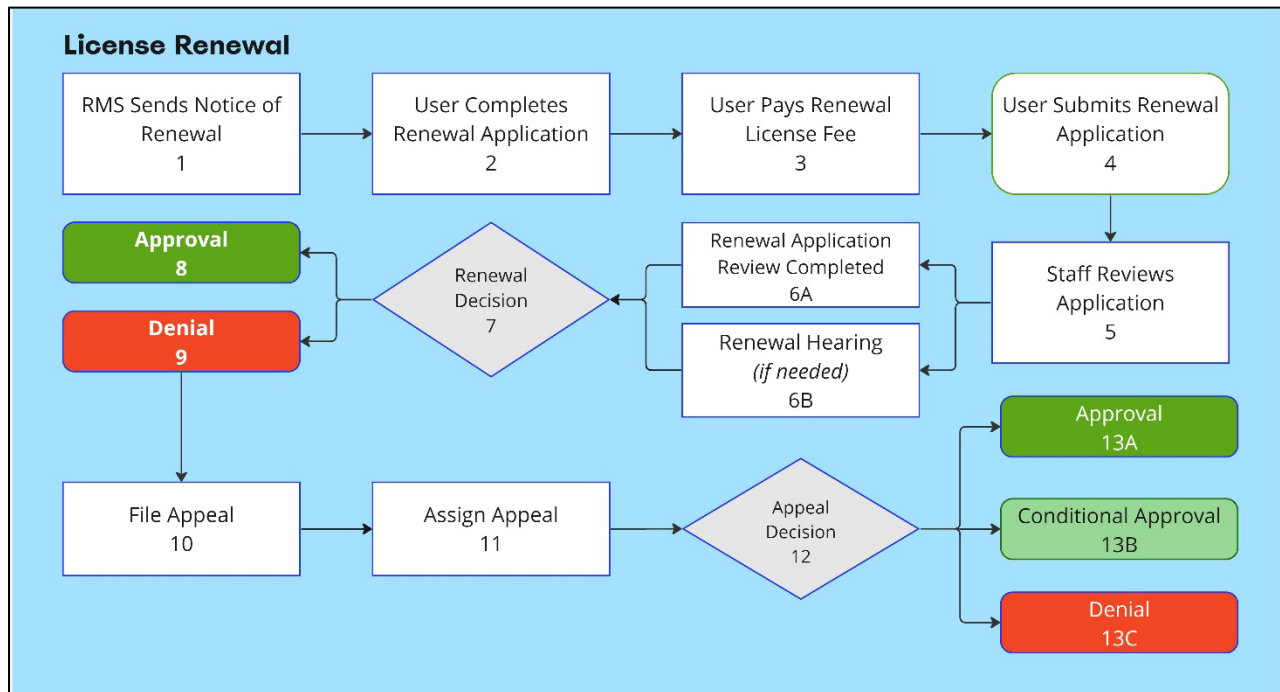 License Renewal
RMS Sends Notice of
Renewal
1
User Completes
Renewal Application
2
User Pays Renewal
License Fee
3
User Submits Renewal
Application
4
Staff Reviews
Application
5
Renewal Application
Review Completed
6A
Renewal Hearing
(if needed)
6B
Renewal
Decision
7
Approval
8
Denial
9
File Appeal
10
Assign Appeal
11
Appeal
Decision
12
Approval
13A
Conditional Approval
13B
Denial
13C